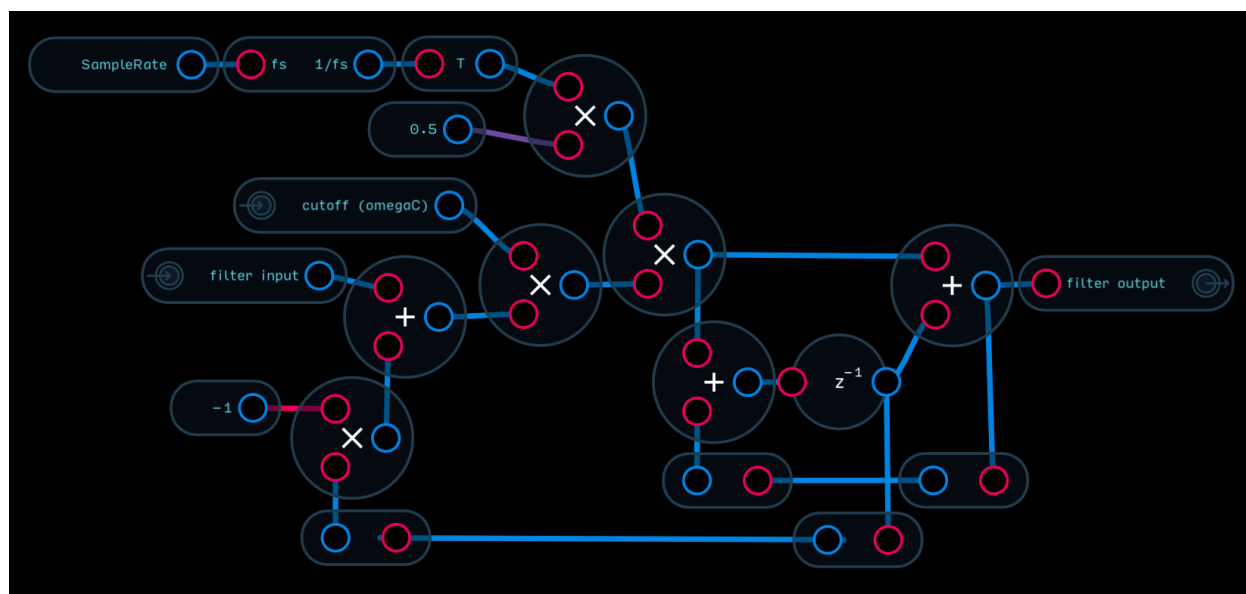 SampleRate
fs 1/fs
T
0.5
×
cutoff (omegaC)
×
filter input
×
+
+
filter output
+
z⁻¹
-1
×